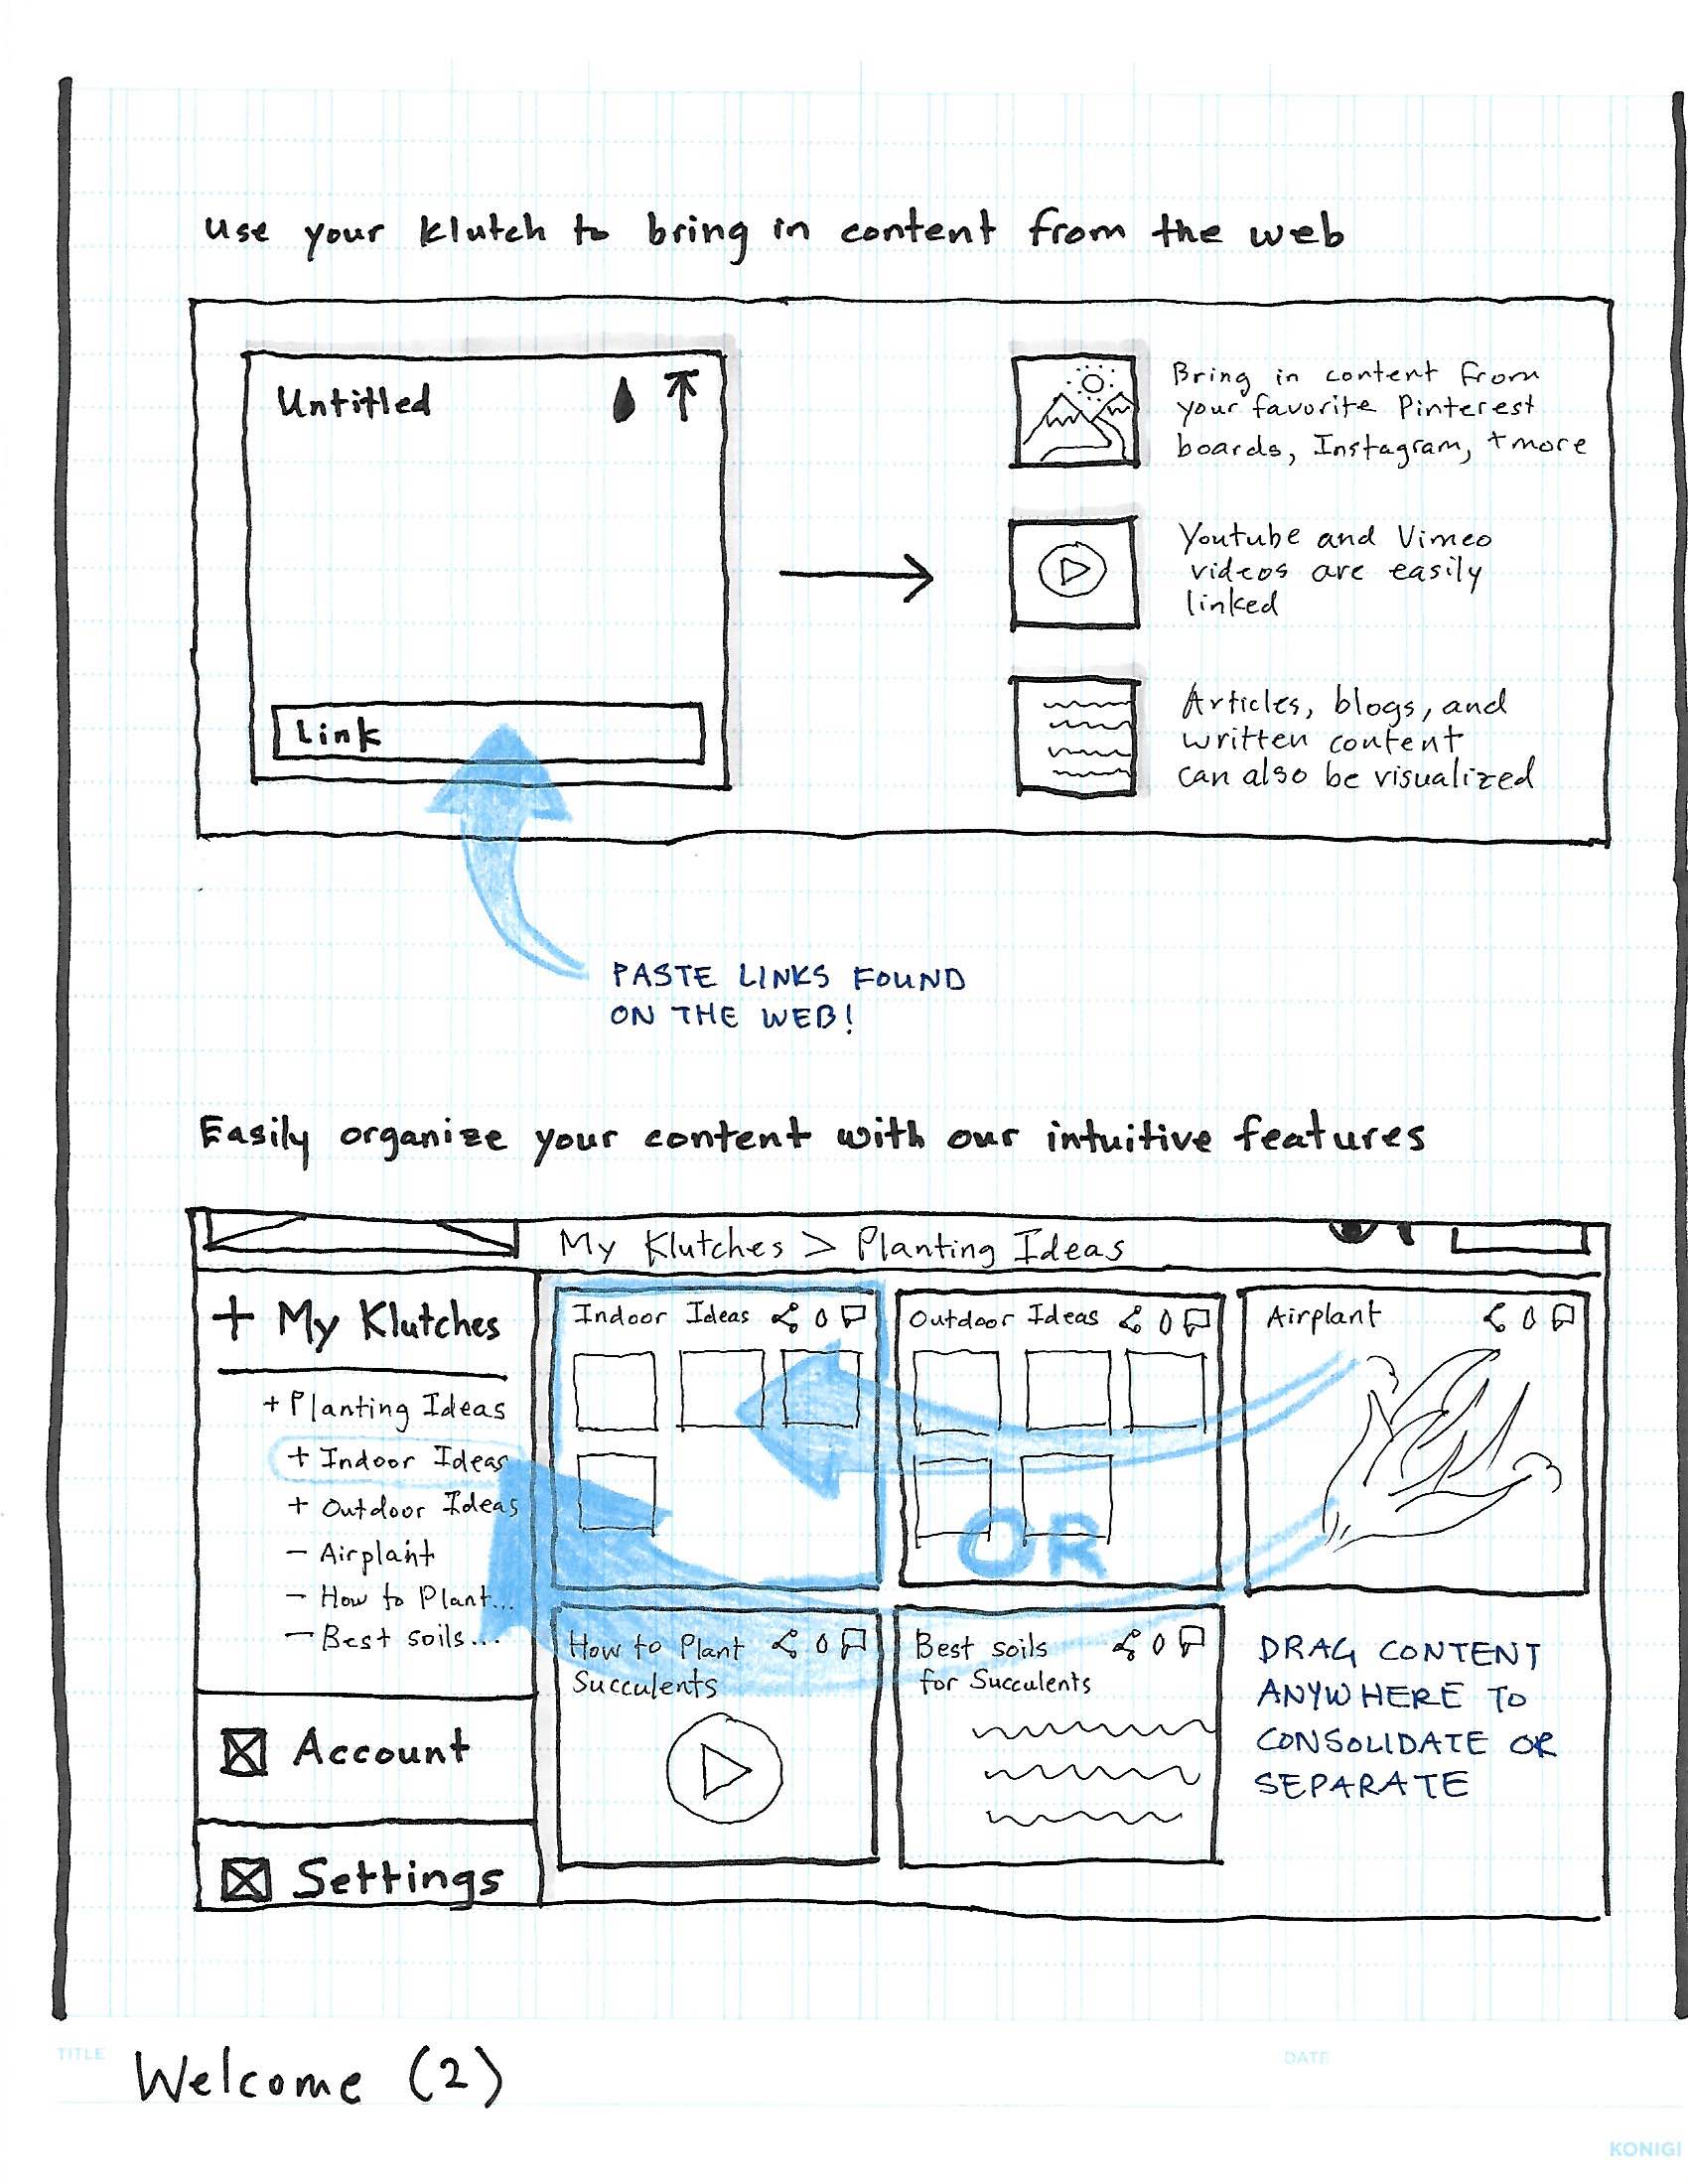 Use your Klutch to bring in content from the web
Untitled
Link
Bring in content from
your favorite Pinterest
boards, Instagram, +more
Youtube and Vimeo
videos are easily
linked
Articles, blogs, and
written content
can also be visualized
PASTE LINKS FOUND
ON THE WEB!
Easily organize your content with our intuitive features
My Klutches > Planting Ideas
+ My Klutches
+ Planting Ideas
+ Indoor Ideas
+ Outdoor Ideas
- Airplant
- How to Plant...
- Best soils...
Account
Settings
Indoor Ideas
Outdoor Ideas
Airplant
OR
How to Plant
Succulents
Best soils
for Succulents
DRAG CONTENT
ANYWHERE TO
CONSOLIDATE OR
SEPARATE
TITLE
Welcome (2)
DATE
KONIGI